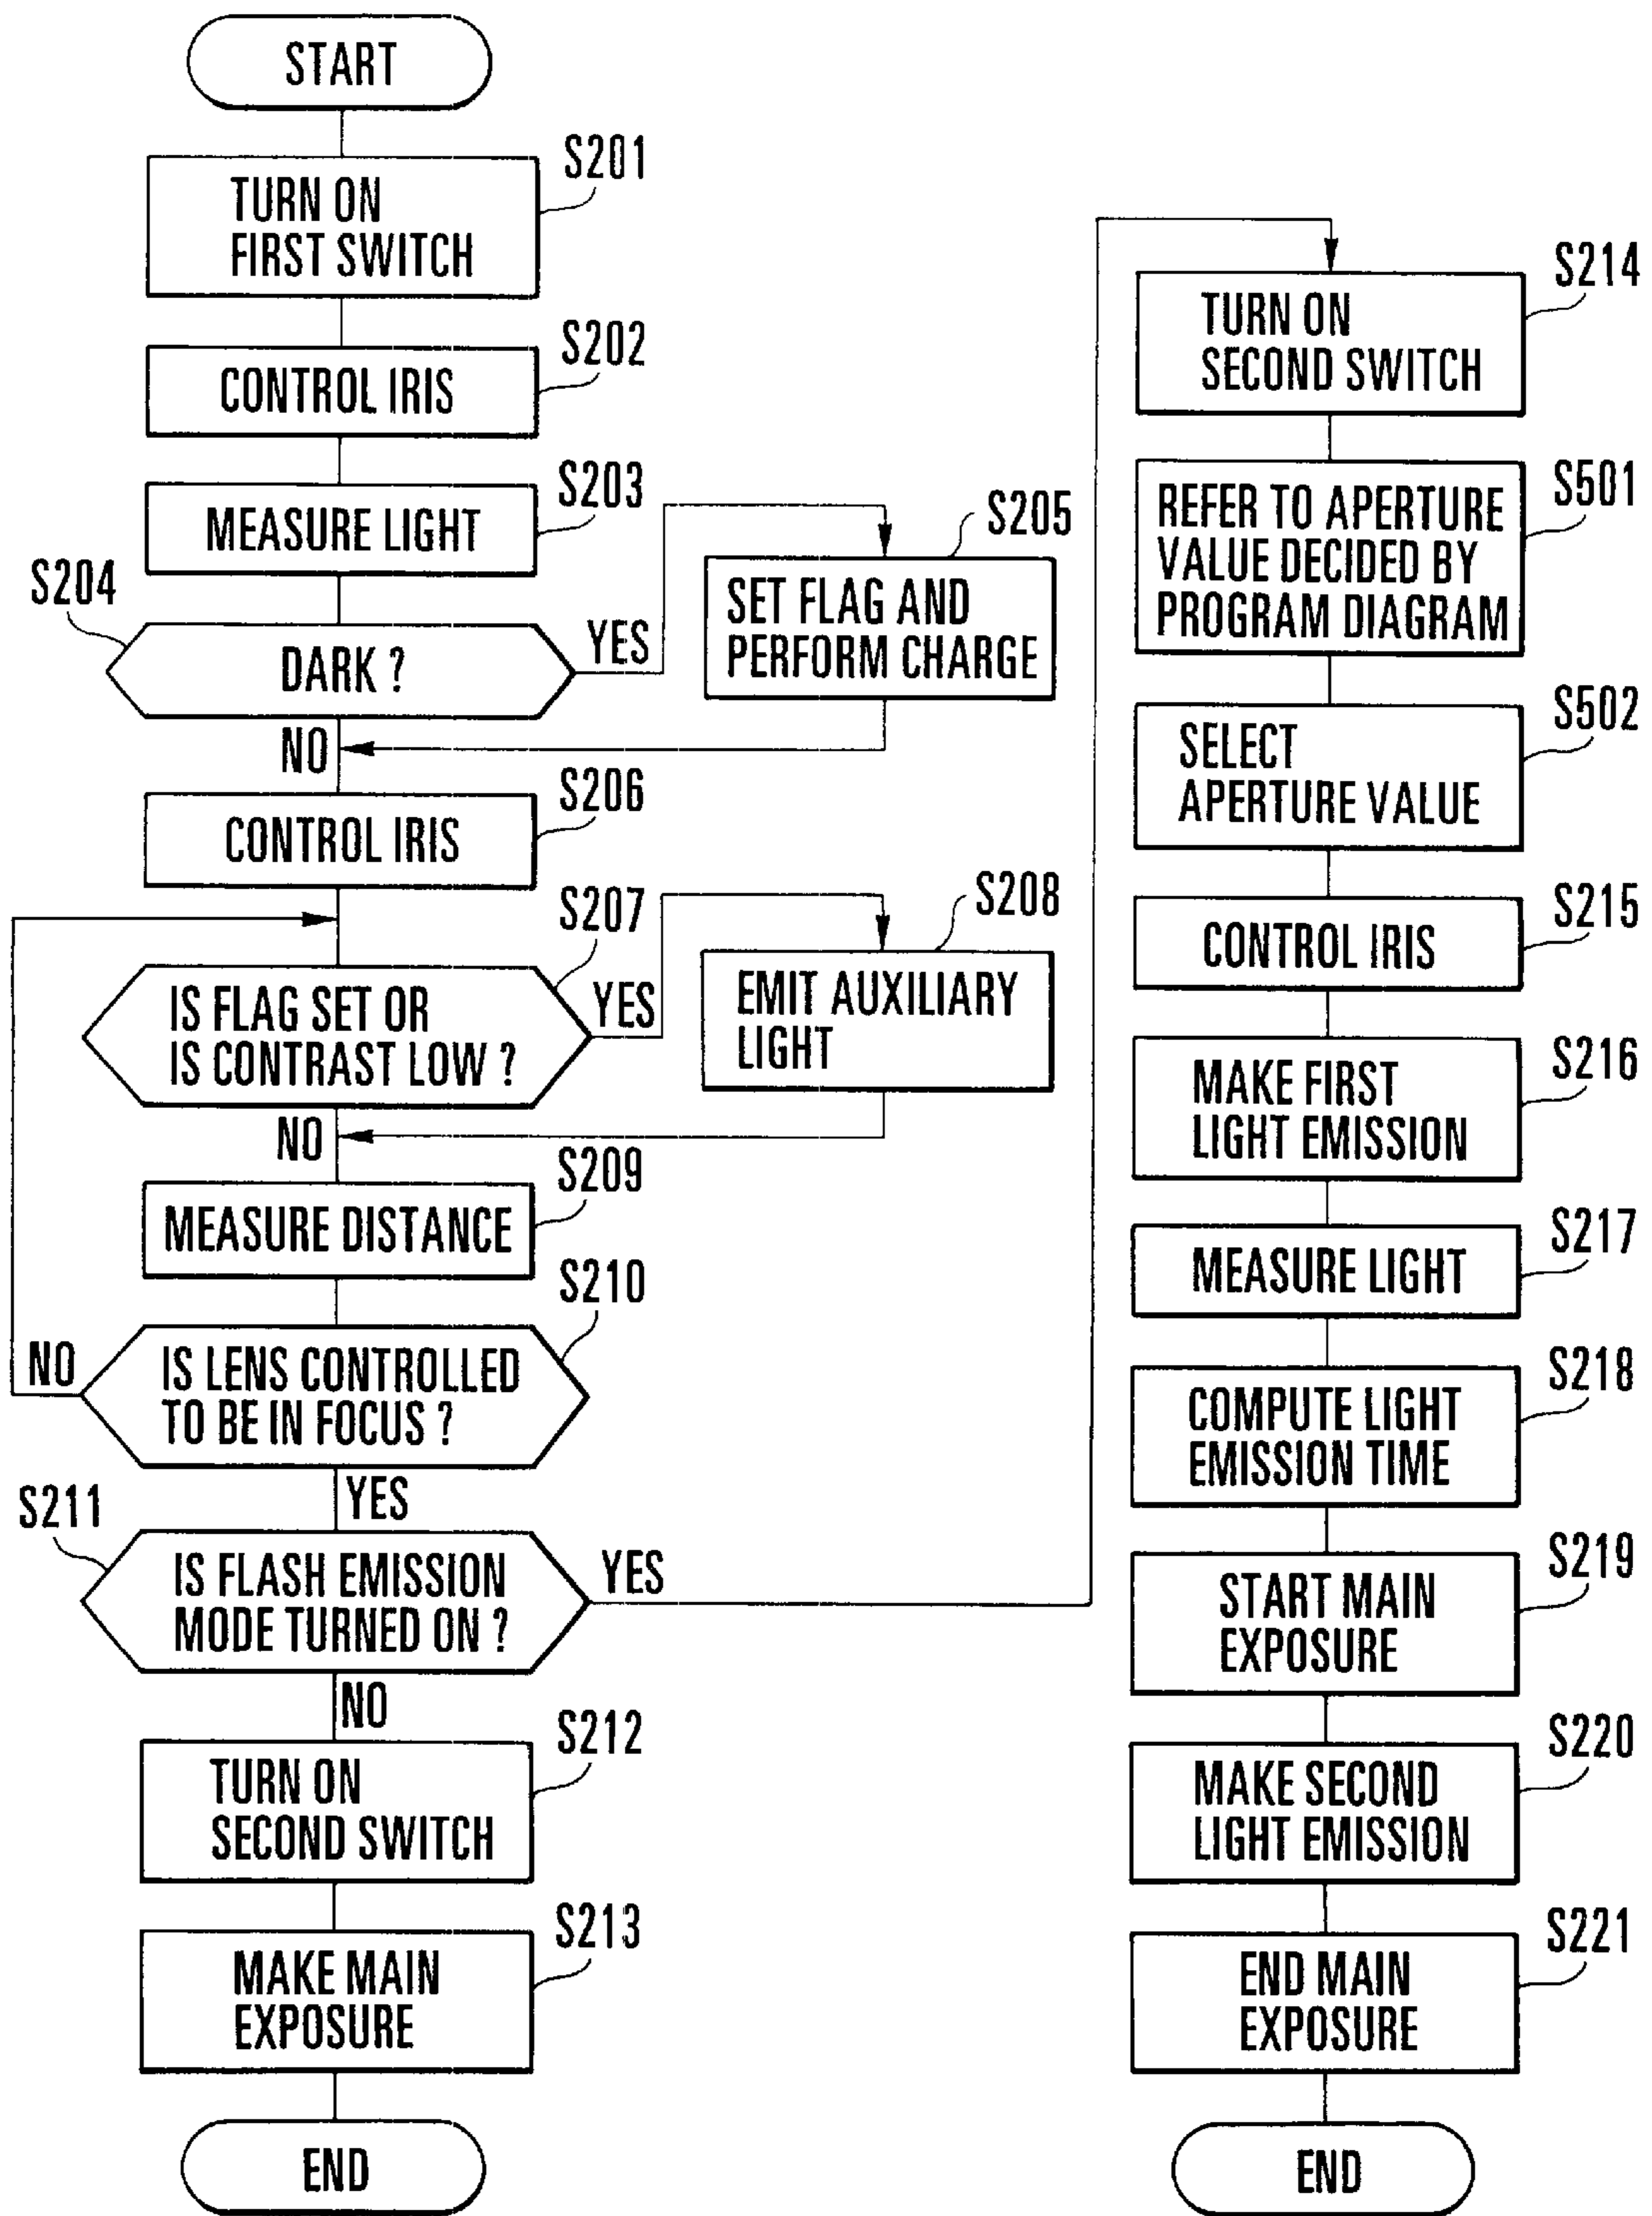 START
S201
TURN ON
FIRST SWITCH
S202
CONTROL IRIS
S203
MEASURE LIGHT
S204
DARK ?
YES
NO
S205
SET FLAG AND
PERFORM CHARGE
S206
CONTROL IRIS
S207
IS FLAG SET OR
IS CONTRAST LOW ?
YES
NO
S208
EMIT AUXILIARY
LIGHT
S209
MEASURE DISTANCE
S210
IS LENS CONTROLLED
TO BE IN FOCUS ?
NO
YES
S211
IS FLASH EMISSION
MODE TURNED ON ?
YES
NO
S212
TURN ON
SECOND SWITCH
S213
MAKE MAIN
EXPOSURE
END
S214
TURN ON
SECOND SWITCH
S501
REFER TO APERTURE
VALUE DECIDED BY
PROGRAM DIAGRAM
S502
SELECT
APERTURE VALUE
S215
CONTROL IRIS
S216
MAKE FIRST
LIGHT EMISSION
S217
MEASURE LIGHT
S218
COMPUTE LIGHT
EMISSION TIME
S219
START MAIN
EXPOSURE
S220
MAKE SECOND
LIGHT EMISSION
S221
END MAIN
EXPOSURE
END